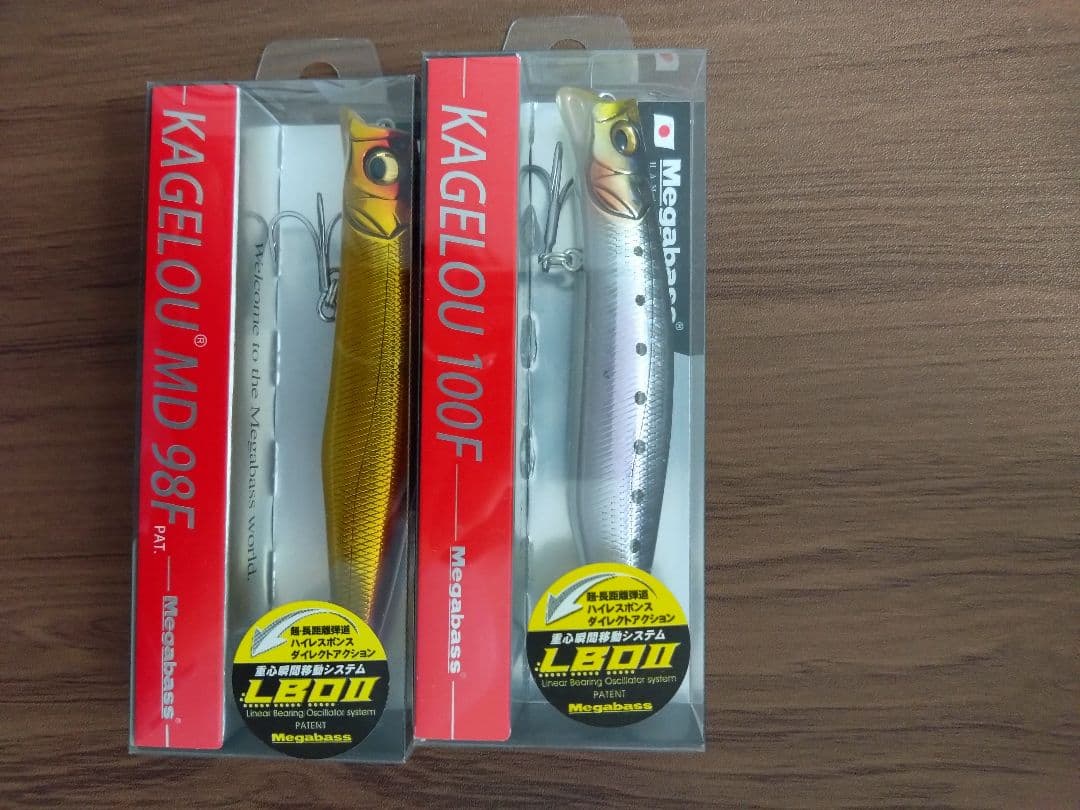 KAGELOU® MD 98F
PAT.
Megabass®
Welcome to the Megabass world.
超・長距離弾道
ハイレスポンス
ダイレクトアクション
重心瞬間移動システム
LBOII
Linear Bearing Oscillator system
PATENT
Megabass
KAGELOU 100F
Megabass®
Megabass®
超・長距離弾道
ハイレスポンス
ダイレクトアクション
重心瞬間移動システム
LBOII
Linear Bearing Oscillator system
PATENT
Megabass